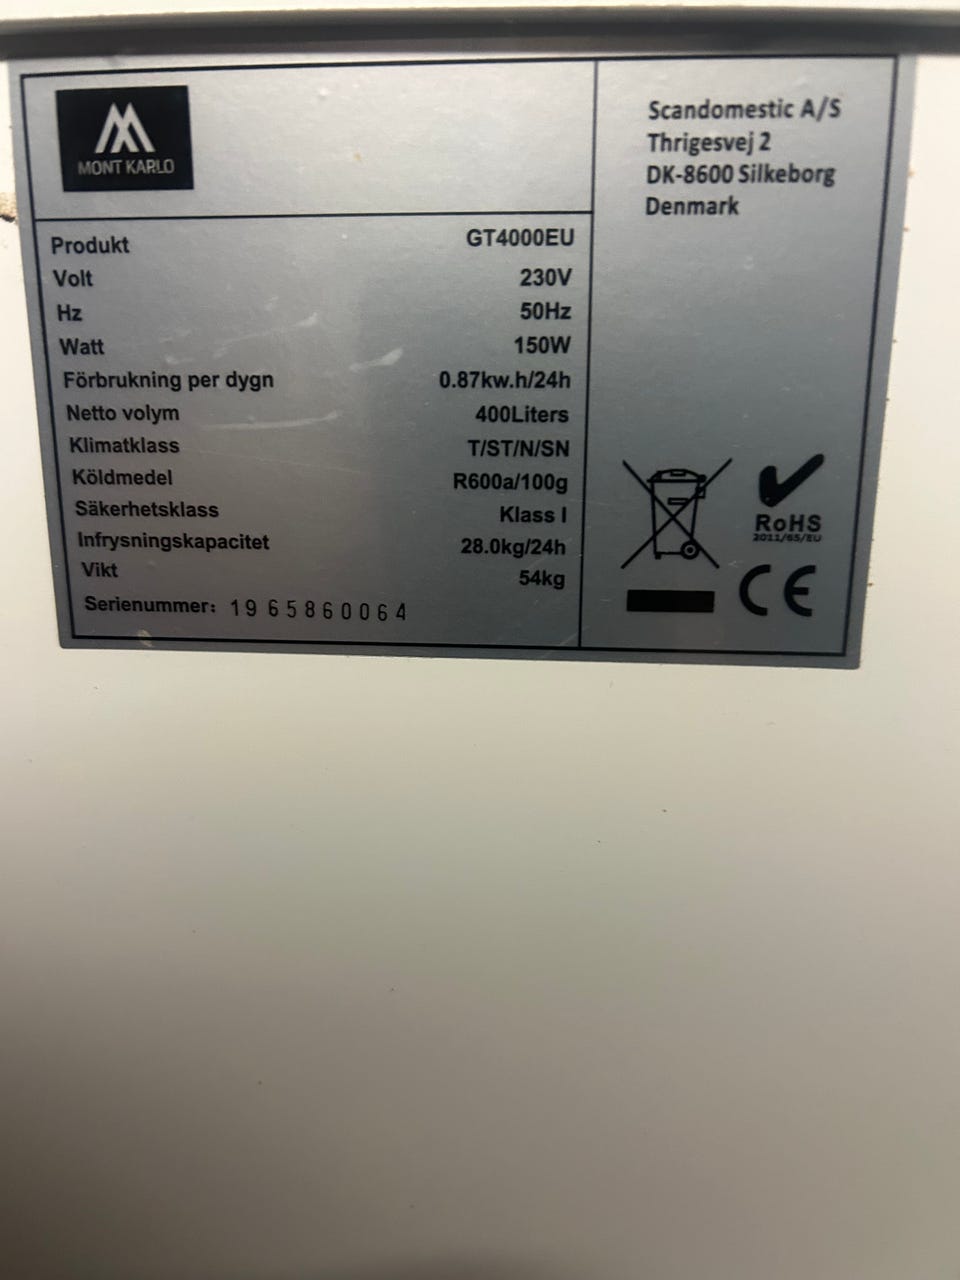 MONT KARLO
Scandomestic A/S
Thrigesvej 2
DK-8600 Silkeborg
Denmark
Produkt GT4000EU
Volt 230V
Hz 50Hz
Watt 150W
Förbrukning per dygn 0.87kw.h/24h
Netto volym 400Liters
Klimatklass T/ST/N/SN
Köldmedel R600a/100g
Säkerhetsklass Klass I
Infrysningskapacitet 28.0kg/24h
Vikt 54kg
Serienummer: 1965860064
RoHS
2011/65/EU
CE